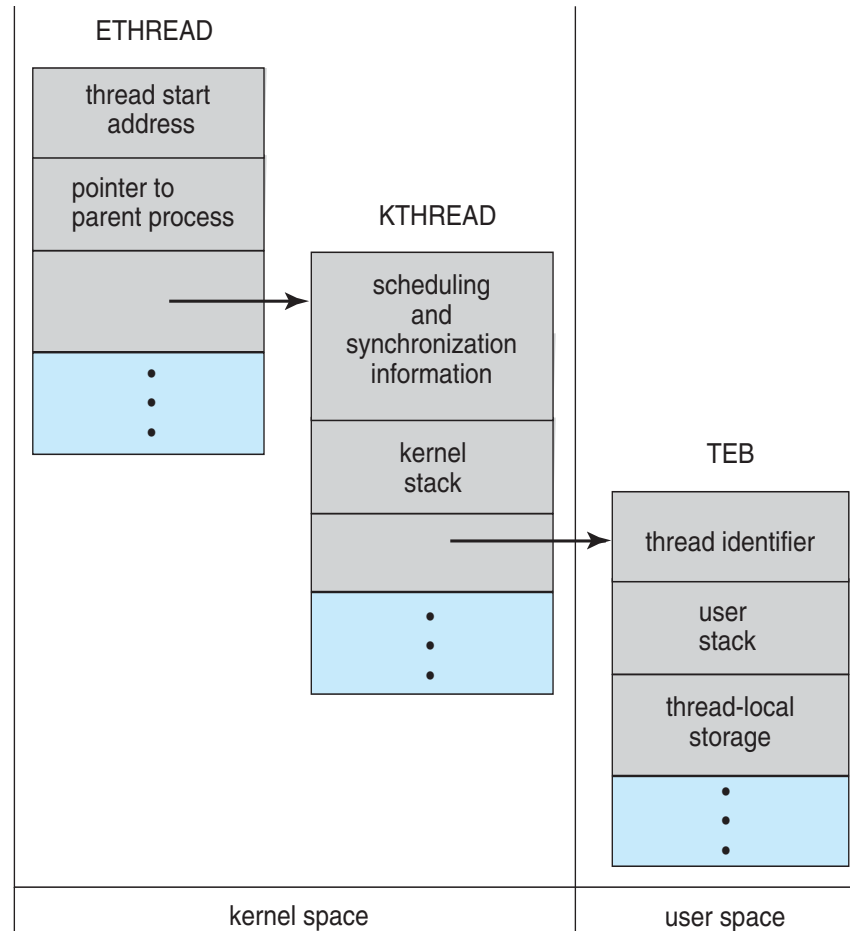 ETHREAD
thread start
address
pointer to
parent process
KTHREAD
scheduling
and
synchronization
information
kernel
stack
TEB
thread identifier
user
stack
thread-local
storage
kernel space
user space